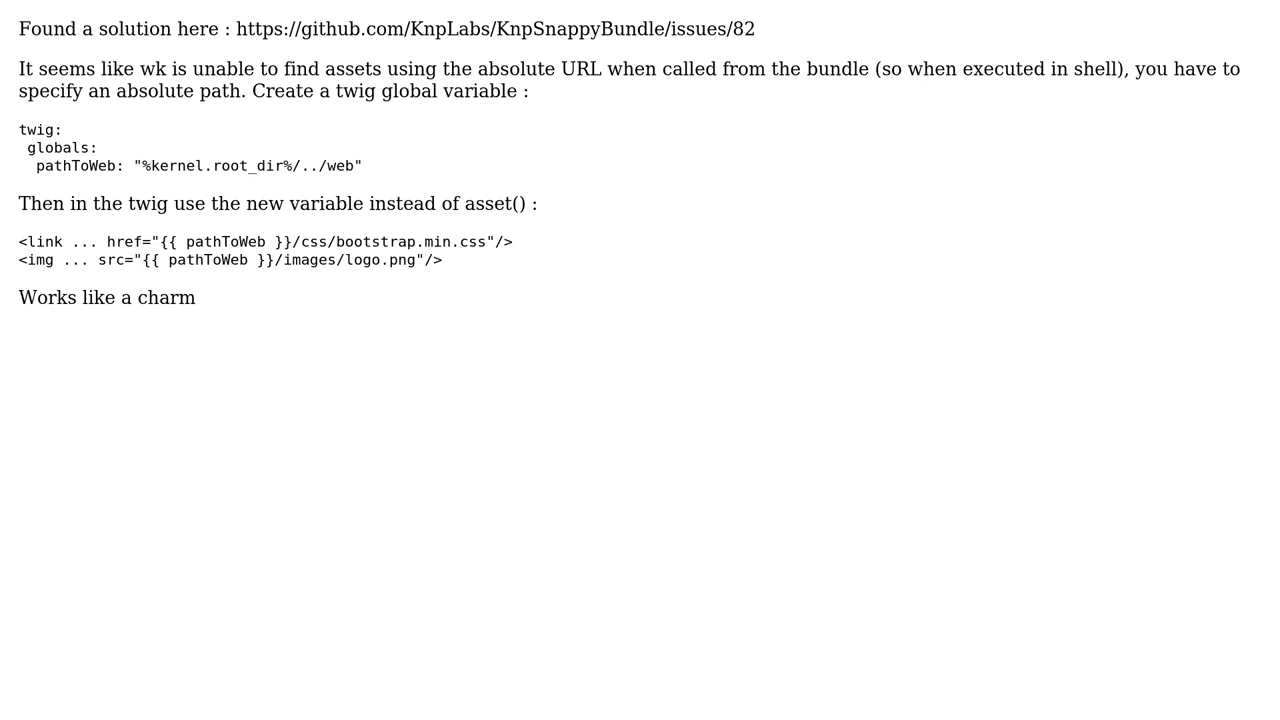 Found a solution here : https://github.com/KnpLabs/KnpSnappyBundle/issues/82
It seems like wk is unable to find assets using the absolute URL when called from the bundle (so when executed in shell), you have to
specify an absolute path. Create a twig global variable :
twig:
 globals:
  pathToWeb: "%kernel.root_dir%/../web"
Then in the twig use the new variable instead of asset() :
<link ... href="{{ pathToWeb }}/css/bootstrap.min.css"/>
<img ... src="{{ pathToWeb }}/images/logo.png"/>
Works like a charm